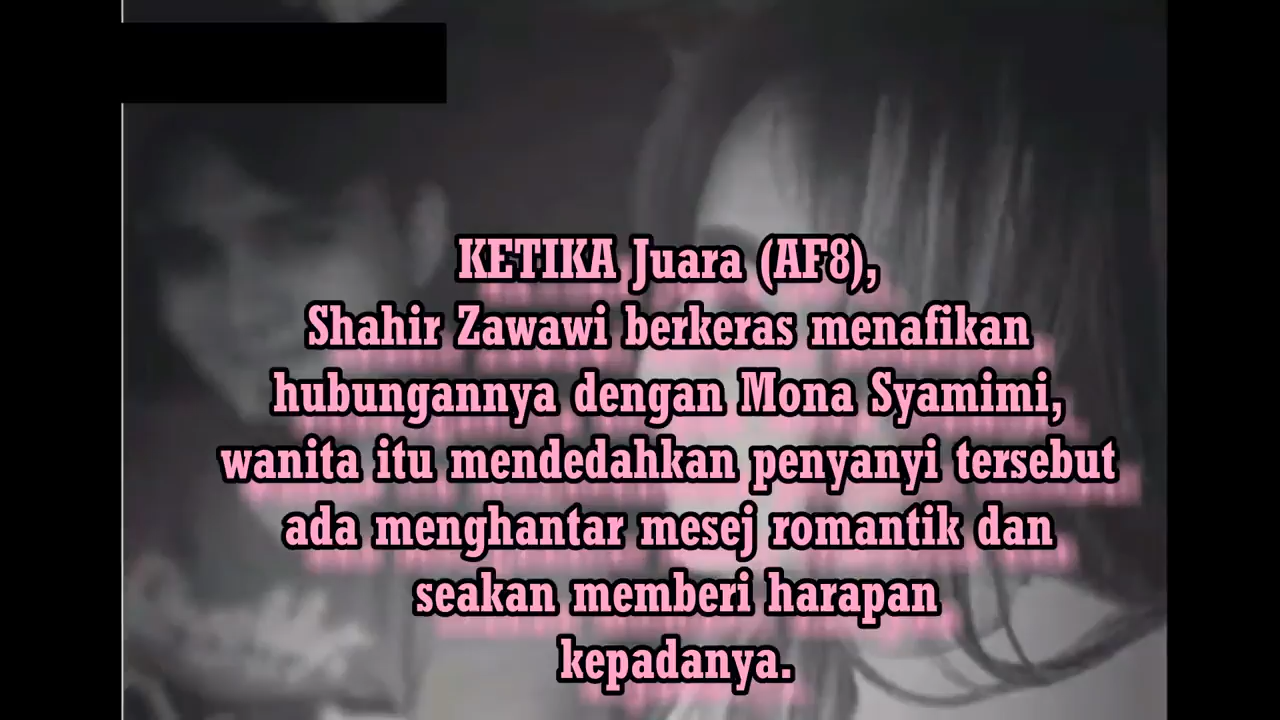 KETIKA Juara (AF8),
Shahir Zawawi berkeras menafikan
hubungannya dengan Mona Syamimi,
wanita itu mendedahkan penyanyi tersebut
ada menghantar mesej romantik dan
seakan memberi harapan
kepadanya.